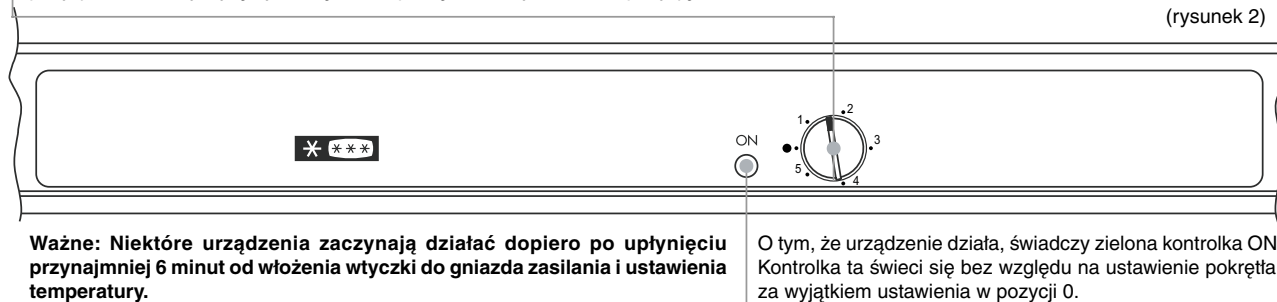 (rysunek 2)
ON
1
2
3
4
5
Ważne: Niektóre urządzenia zaczynają działać dopiero po upłynięciu
przynajmniej 6 minut od włożenia wtyczki do gniazda zasilania i ustawienia
temperatury.
O tym, że urządzenie działa, świadczy zielona kontrolka ON
Kontrolka ta świeci się bez względu na ustawienie pokrętła
za wyjątkiem ustawienia w pozycji 0.